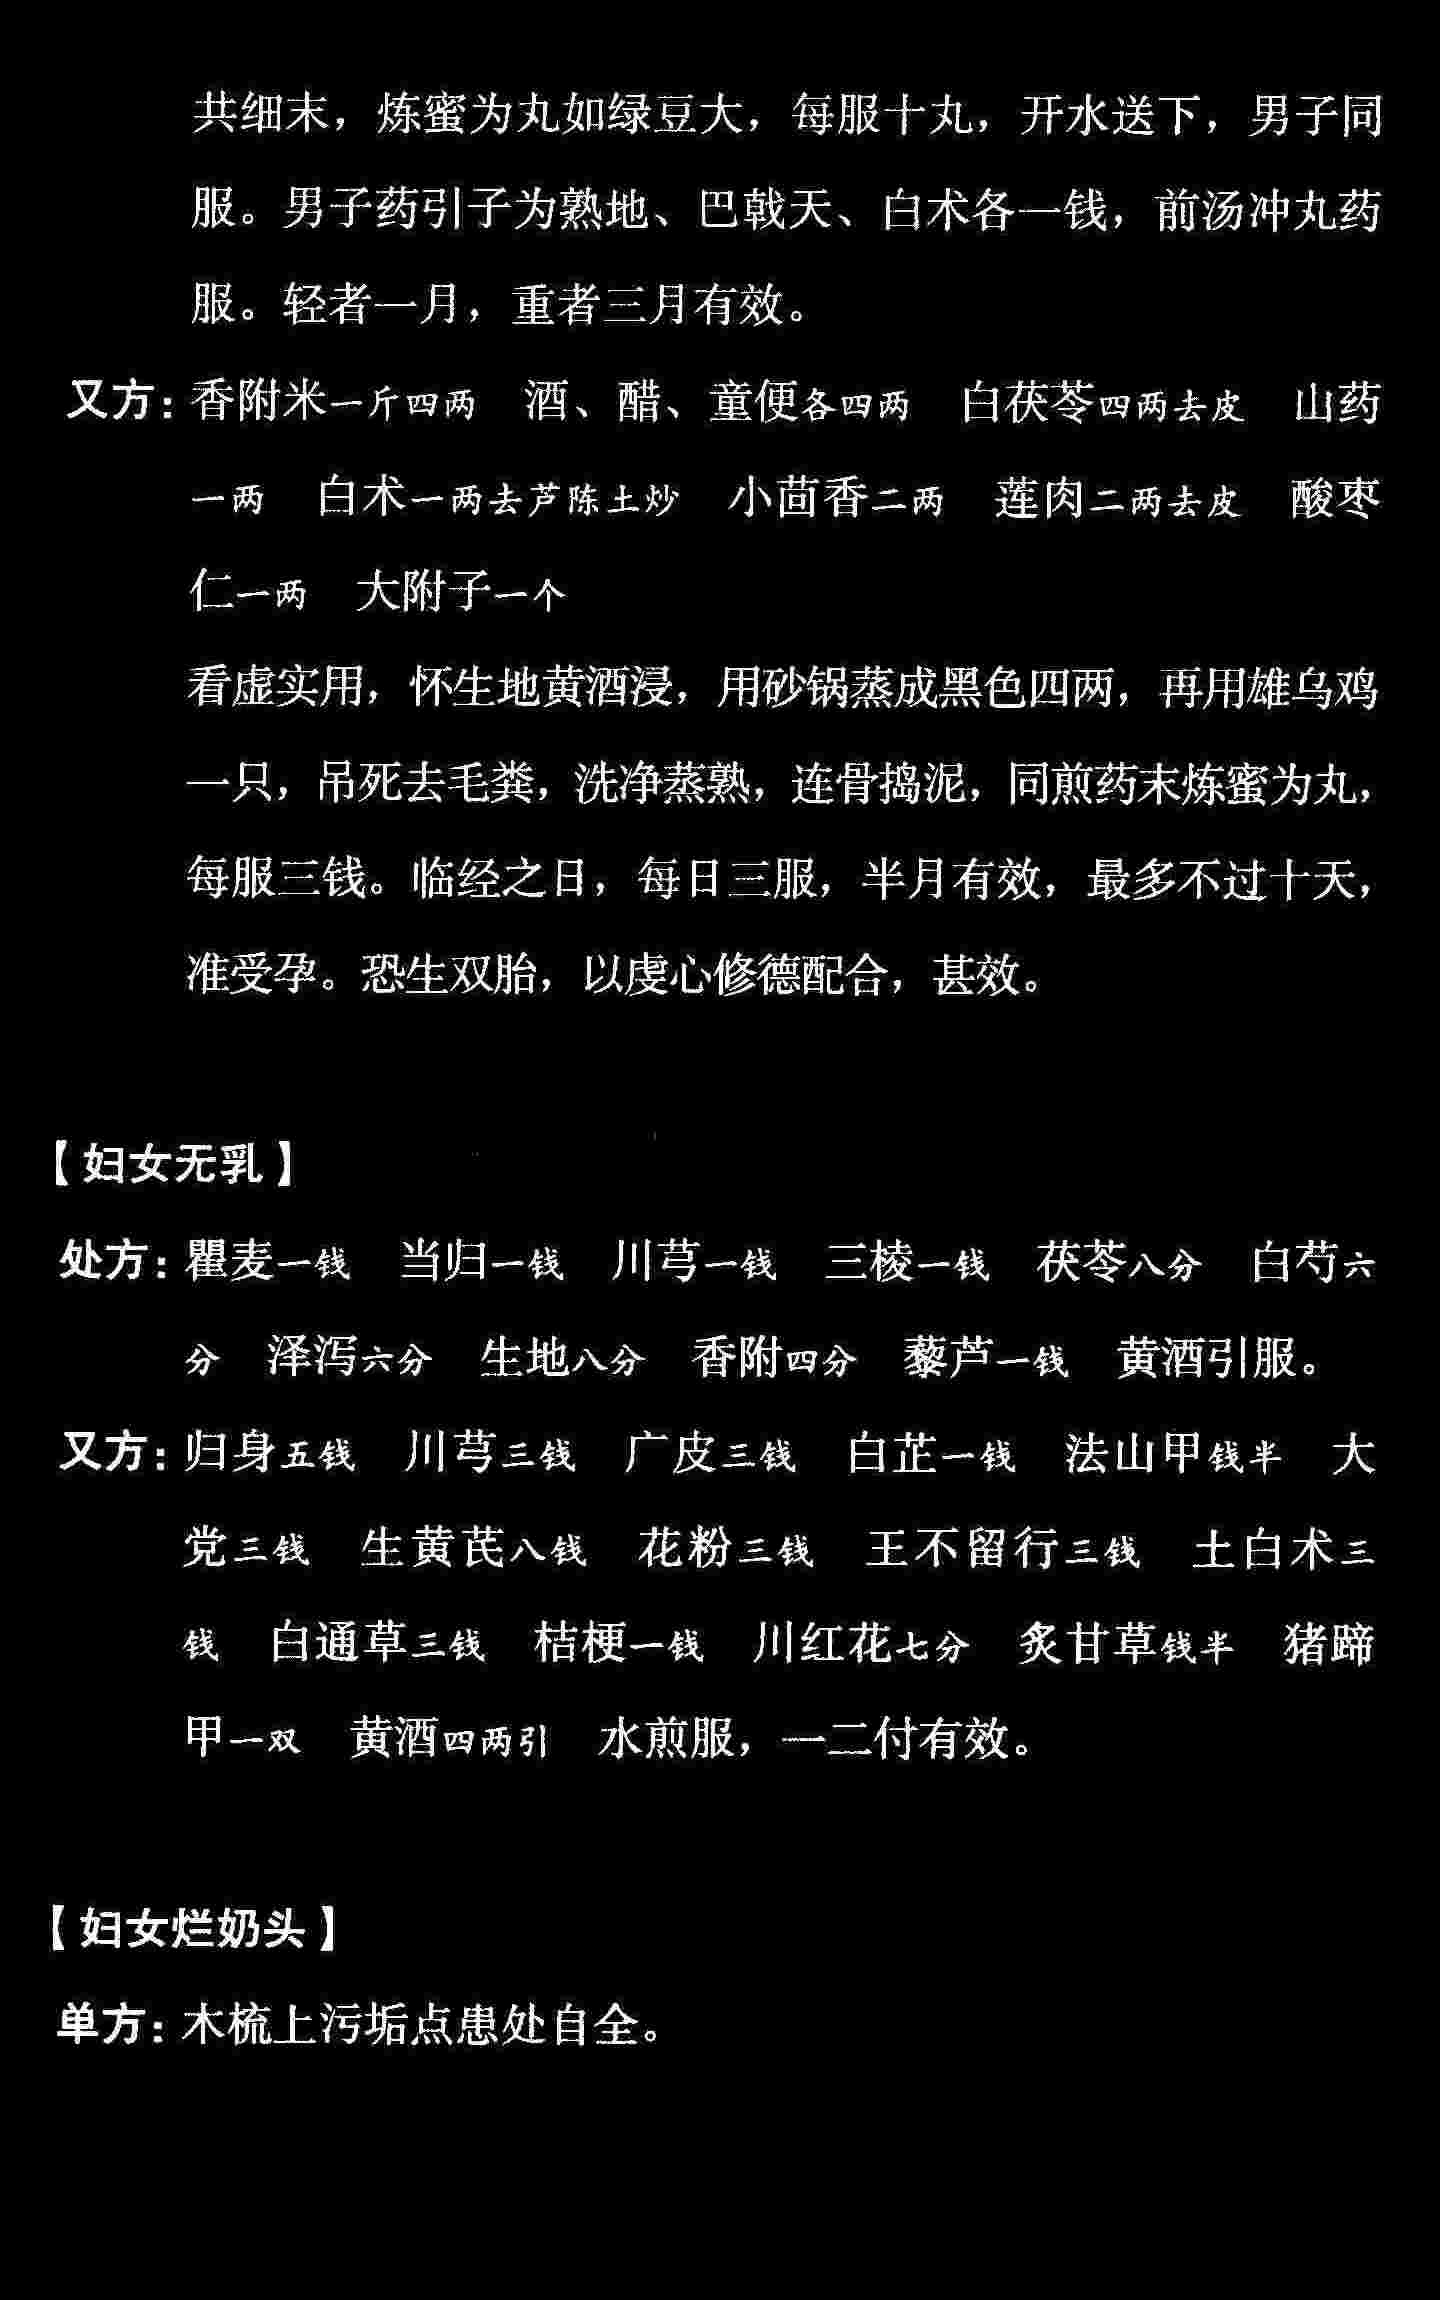 共细末，炼蜜为丸如绿豆大，每服十丸，开水送下，男子同
服。男子药引子为熟地、巴戟天、白术各一钱，前汤冲丸药
服。轻者一月，重者三月有效。
又方：香附米一斤四两 酒、醋、童便各四两 白茯苓四两去皮 山药
一两 白术一两去芦陈土炒 小茴香二两 莲肉二两去皮 酸枣
仁一两 大附子一个
看虚实用，怀生地黄酒浸，用砂锅蒸成黑色四两，再用雄乌鸡
一只，吊死去毛粪，洗净蒸熟，连骨捣泥，同煎药末炼蜜为丸，
每服三钱。临经之日，每日三服，半月有效，最多不过十天，
准受孕。恐生双胎，以虔心修德配合，甚效。
【妇女无乳】
处方：瞿麦一钱 当归一钱 川芎一钱 三棱一钱 茯苓八分 白芍六
分 泽泻六分 生地八分 香附四分 藜芦一钱 黄酒引服。
又方：归身五钱 川芎三钱 广皮三钱 白芷一钱 法山甲钱半 大
党三钱 生黄芪八钱 花粉三钱 王不留行三钱 土白术三
钱 白通草三钱 桔梗一钱 川红花七分 炙甘草钱半 猪蹄
甲一双 黄酒四两引 水煎服，一二付有效。
【妇女烂奶头】
单方：木梳上污垢点患处自全。